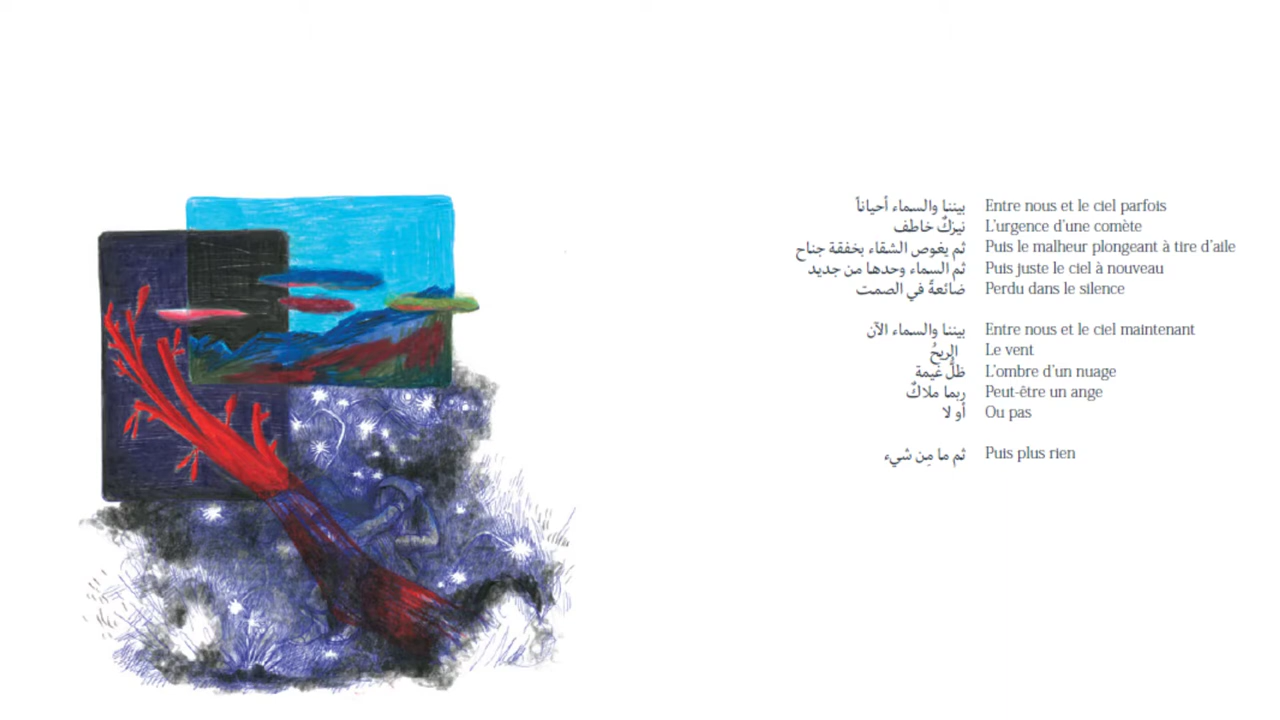 بيننا والسماء أحياناً
نيزكٌ خاطف
ثم يغوص الشقاء بخفقة جناح
ثم السماء وحدها من جديد
ضائعةً في الصمت
بيننا والسماء الآن
الريحُ
ظلُّ غَيمة
ربما ملاكٌ
أو لا
ثم ما مِن شيء
Entre nous et le ciel parfois
L'urgence d'une comète
Puis le malheur plongeant à tire d'aile
Puis juste le ciel à nouveau
Perdu dans le silence
Entre nous et le ciel maintenant
Le vent
L'ombre d'un nuage
Peut-être un ange
Ou pas
Puis plus rien